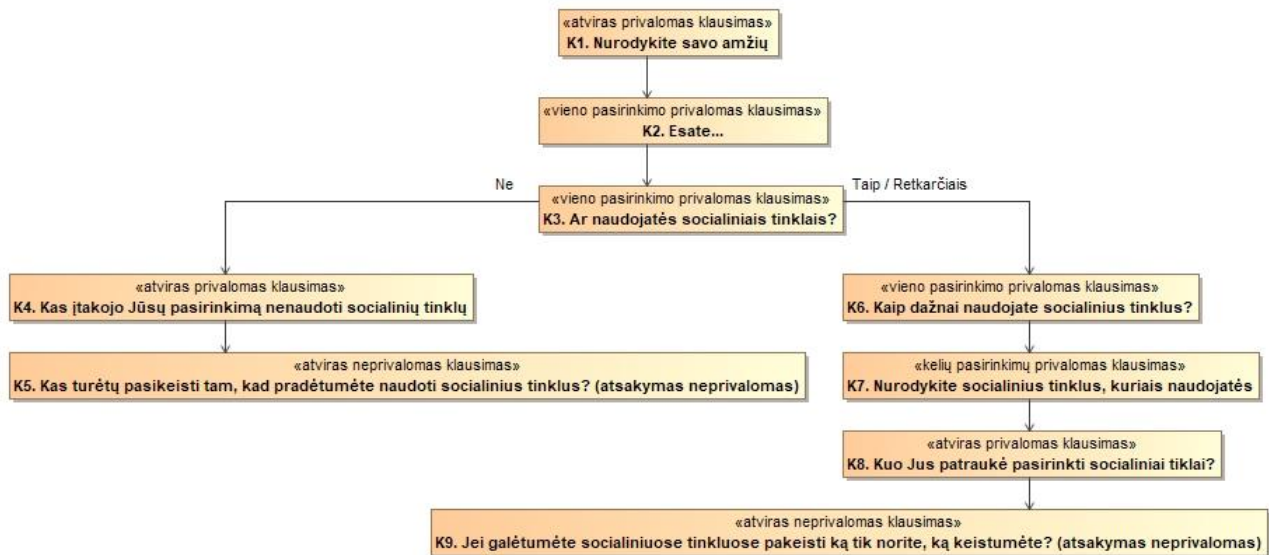 «atviras privalomas klausimas»
K1. Nurodykite savo amžių
«vieno pasirinkimo privalomas klausimas»
K2. Esate...
Ne
Taip / Retkarčiais
«vieno pasirinkimo privalomas klausimas»
K3. Ar naudojatės socialiniais tinklais?
«atviras privalomas klausimas»
K4. Kas įtakojo Jūsų pasirinkimą nenaudoti socialinių tinklų
«atviras neprivalomas klausimas»
K5. Kas turėtų pasikeisti tam, kad pradėtumėte naudoti socialinius tinklus? (atsakymas neprivalomas)
«vieno pasirinkimo privalomas klausimas»
K6. Kaip dažnai naudojate socialinius tinklus?
«kelių pasirinkimų privalomas klausimas»
K7. Nurodykite socialinius tinklus, kuriais naudojatės
«atviras privalomas klausimas»
K8. Kuo Jus patraukė pasirinkti socialiniai tiklai?
«atviras neprivalomas klausimas»
K9. Jei galėtumėte socialiniuose tinkluose pakeisti ką tik norite, ką keistumėte? (atsakymas neprivalomas)